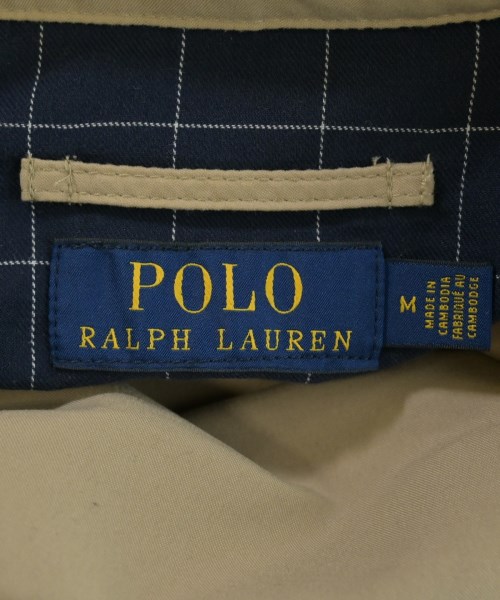 POLO
RALPH LAUREN
M
MADE IN
CAMBODIA
FABRIQUÉ AU
CAMBODGE